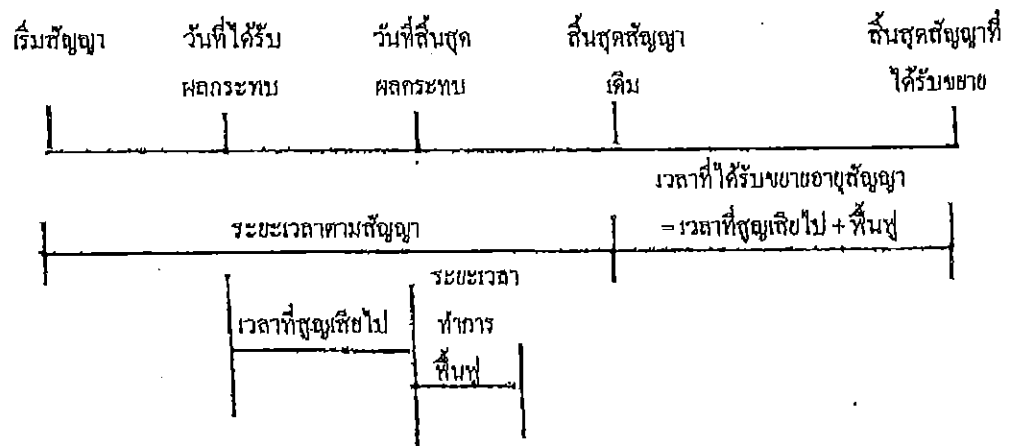 เริ่มสัญญา วันที่ได้รับ วันที่สิ้นสุด สิ้นสุดสัญญา สิ้นสุดสัญญาที่
ผลกระทบ ผลกระทบ เดิม ได้รับขยาย
เวลาที่ได้รับขยายอายุสัญญา
ระยะเวลาตามสัญญา = เวลาที่สูญเสียไป + ฟื้นฟู
ระยะเวลา
เวลาที่สูญเสียไป ทำการ
ฟื้นฟู